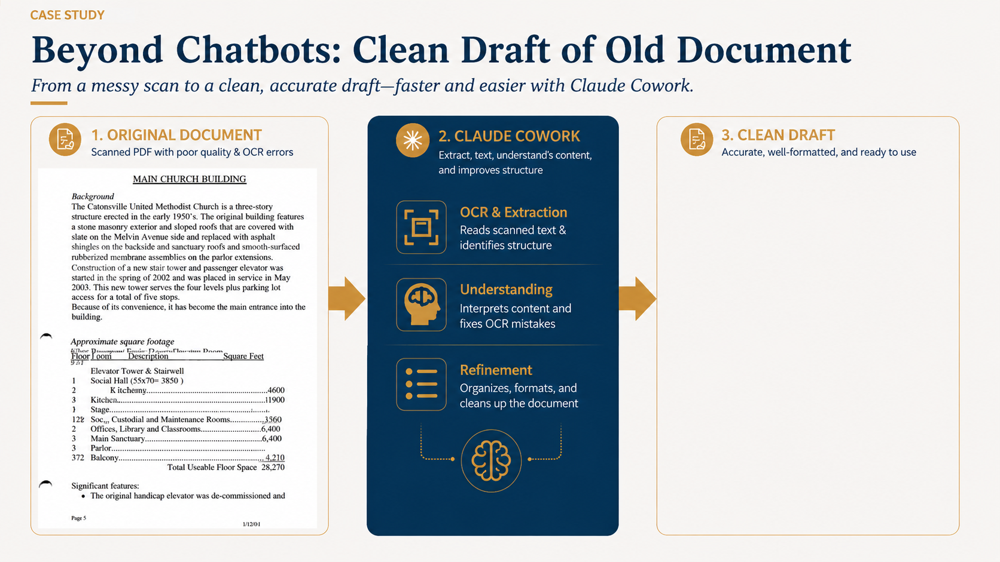 CASE STUDY
Beyond Chatbots: Clean Draft of Old Document
From a messy scan to a clean, accurate draft—faster and easier with Claude Cowork.
1. ORIGINAL DOCUMENT
Scanned PDF with poor quality & OCR errors
MAIN CHURCH BUILDING
Background
The Catonsville United Methodist Church is a three-story
structure erected in the early 1950's. The original building features
a stone masonry exterior and sloped roofs that are covered with
slate on the Melvin Avenue side and replaced with asphalt
shingles on the backside and sanctuary roofs and smooth-surfaced
rubberized membrane assemblies on the parlor extensions.
Construction of a new stair tower and passenger elevator was
started in the spring of 2002 and was placed in service in May
2003. This new tower serves the four levels plus parking lot
access for a total of five stops.
Because of its convenience, it has become the main entrance into the
building.
Approximate square footage
Floor Description Square Feet
Elevator Tower & Stairwell
1 Social Hall (55x70= 3850 )
2 K itchemy....................4600
3 Kitchen....................11900
1 Stage....................
Soc,,, Custodial and Maintenance Rooms..........3560
2 Offices, Library and Classrooms....................6,400
3 Main Sanctuary....................6,400
3 Parlor....................
372 Balcony....................4,210
Total Useable Floor Space 28,270
Significant features:
• The original handicap elevator was de-commissioned and
Page 5
1/12/01
2. CLAUDE COWORK
Extract, text, understand's content,
and improves structure
OCR & Extraction
Reads scanned text &
identifies structure
Understanding
Interprets content and
fixes OCR mistakes
Refinement
Organizes, formats, and
cleans up the document
3. CLEAN DRAFT
Accurate, well-formatted, and ready to use